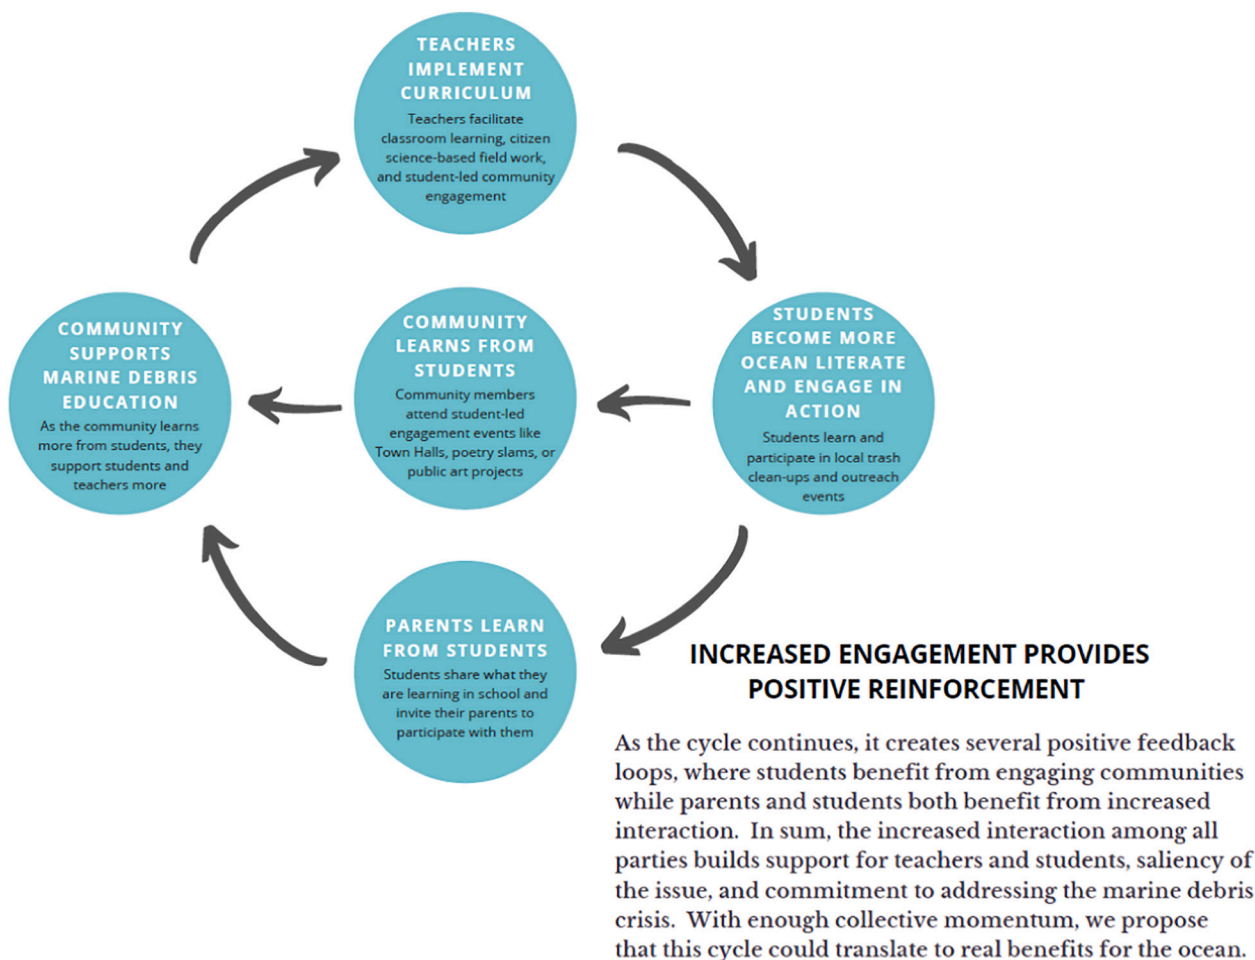 TEACHERS
IMPLEMENT
CURRICULUM
Teachers facilitate
classroom learning, citizen
science-based field work,
and student-led community
engagement
COMMUNITY
SUPPORTS
MARINE DEBRIS
EDUCATION
As the community learns
more from students, they
support students and
teachers more
COMMUNITY
LEARNS FROM
STUDENTS
Community members
attend student-led
engagement events like
Town Halls, poetry slams, or
public art projects
STUDENTS
BECOME MORE
OCEAN LITERATE
AND ENGAGE IN
ACTION
Students learn and
participate in local trash
clean-ups and outreach
events
PARENTS LEARN
FROM STUDENTS
Students share what they
are learning in school and
invite their parents to
participate with them
INCREASED ENGAGEMENT PROVIDES
POSITIVE REINFORCEMENT
As the cycle continues, it creates several positive feedback
loops, where students benefit from engaging communities
while parents and students both benefit from increased
interaction.  In sum, the increased interaction among all
parties builds support for teachers and students, saliency of
the issue, and commitment to addressing the marine debris
crisis.  With enough collective momentum, we propose
that this cycle could translate to real benefits for the ocean.